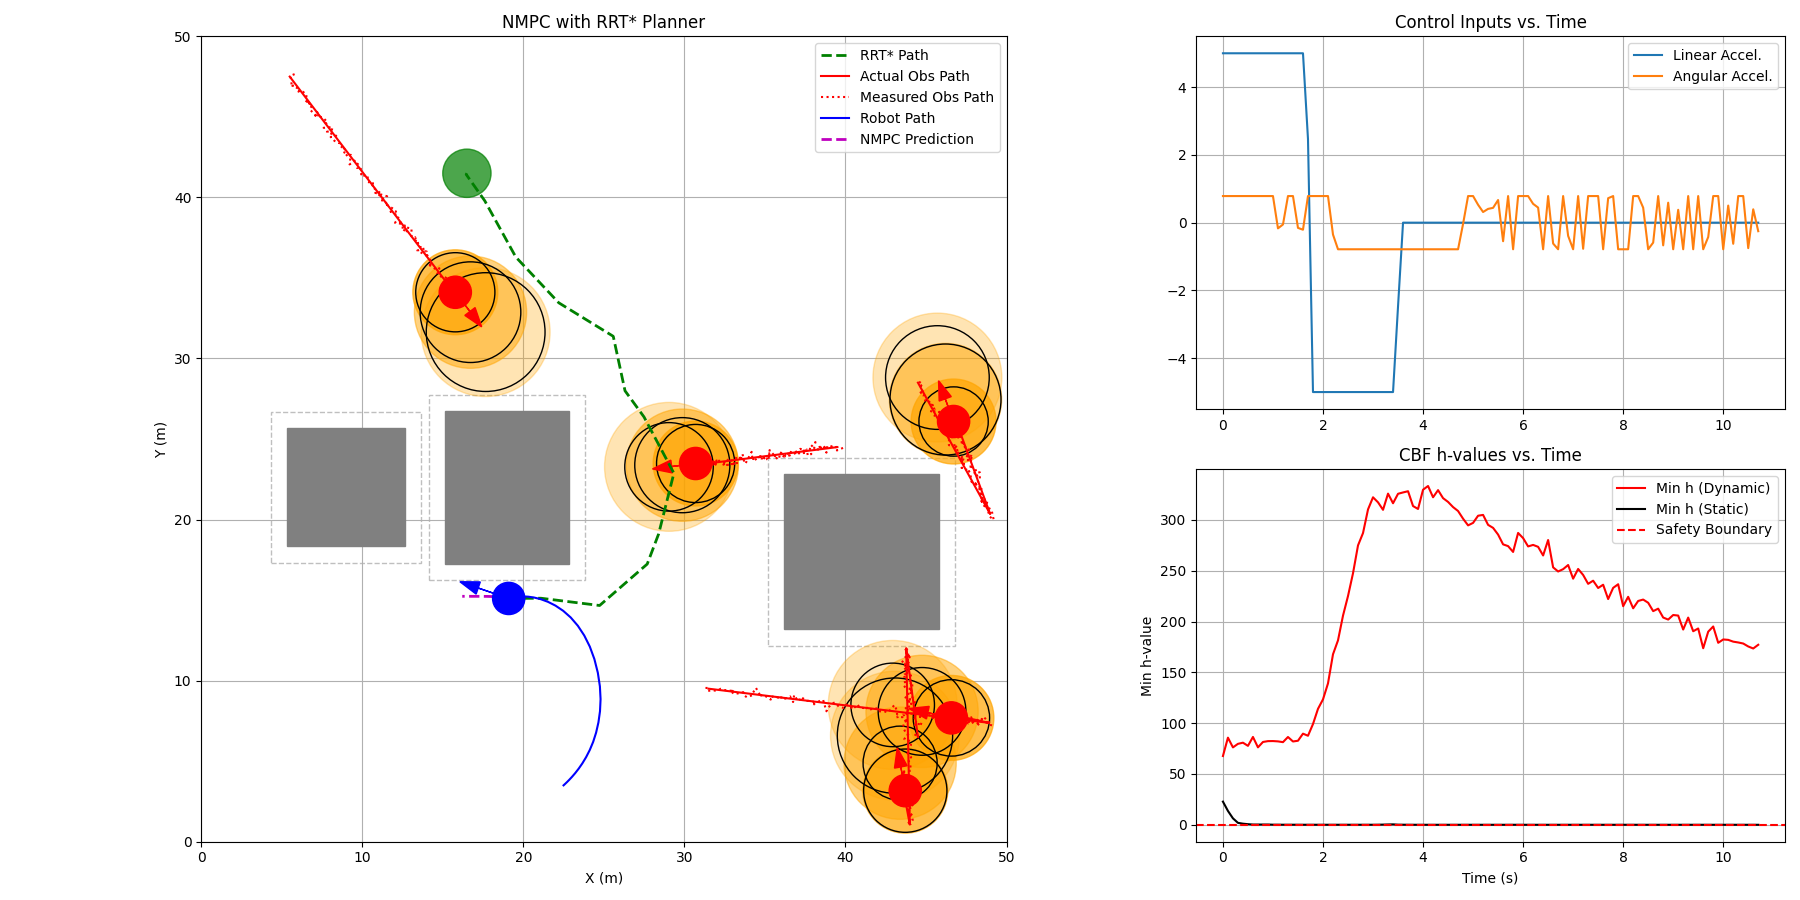 NMPC with RRT* Planner
50
40
30
20
10
0
Y (m)
0 10 20 30 40 50
X (m)
RRT* Path
Actual Obs Path
Measured Obs Path
Robot Path
NMPC Prediction
Control Inputs vs. Time
Linear Accel.
Angular Accel.
4
2
0
−2
−4
0 2 4 6 8 10
CBF h-values vs. Time
Min h (Dynamic)
Min h (Static)
Safety Boundary
300
250
200
150
100
50
0
Min h-value
0 2 4 6 8 10
Time (s)